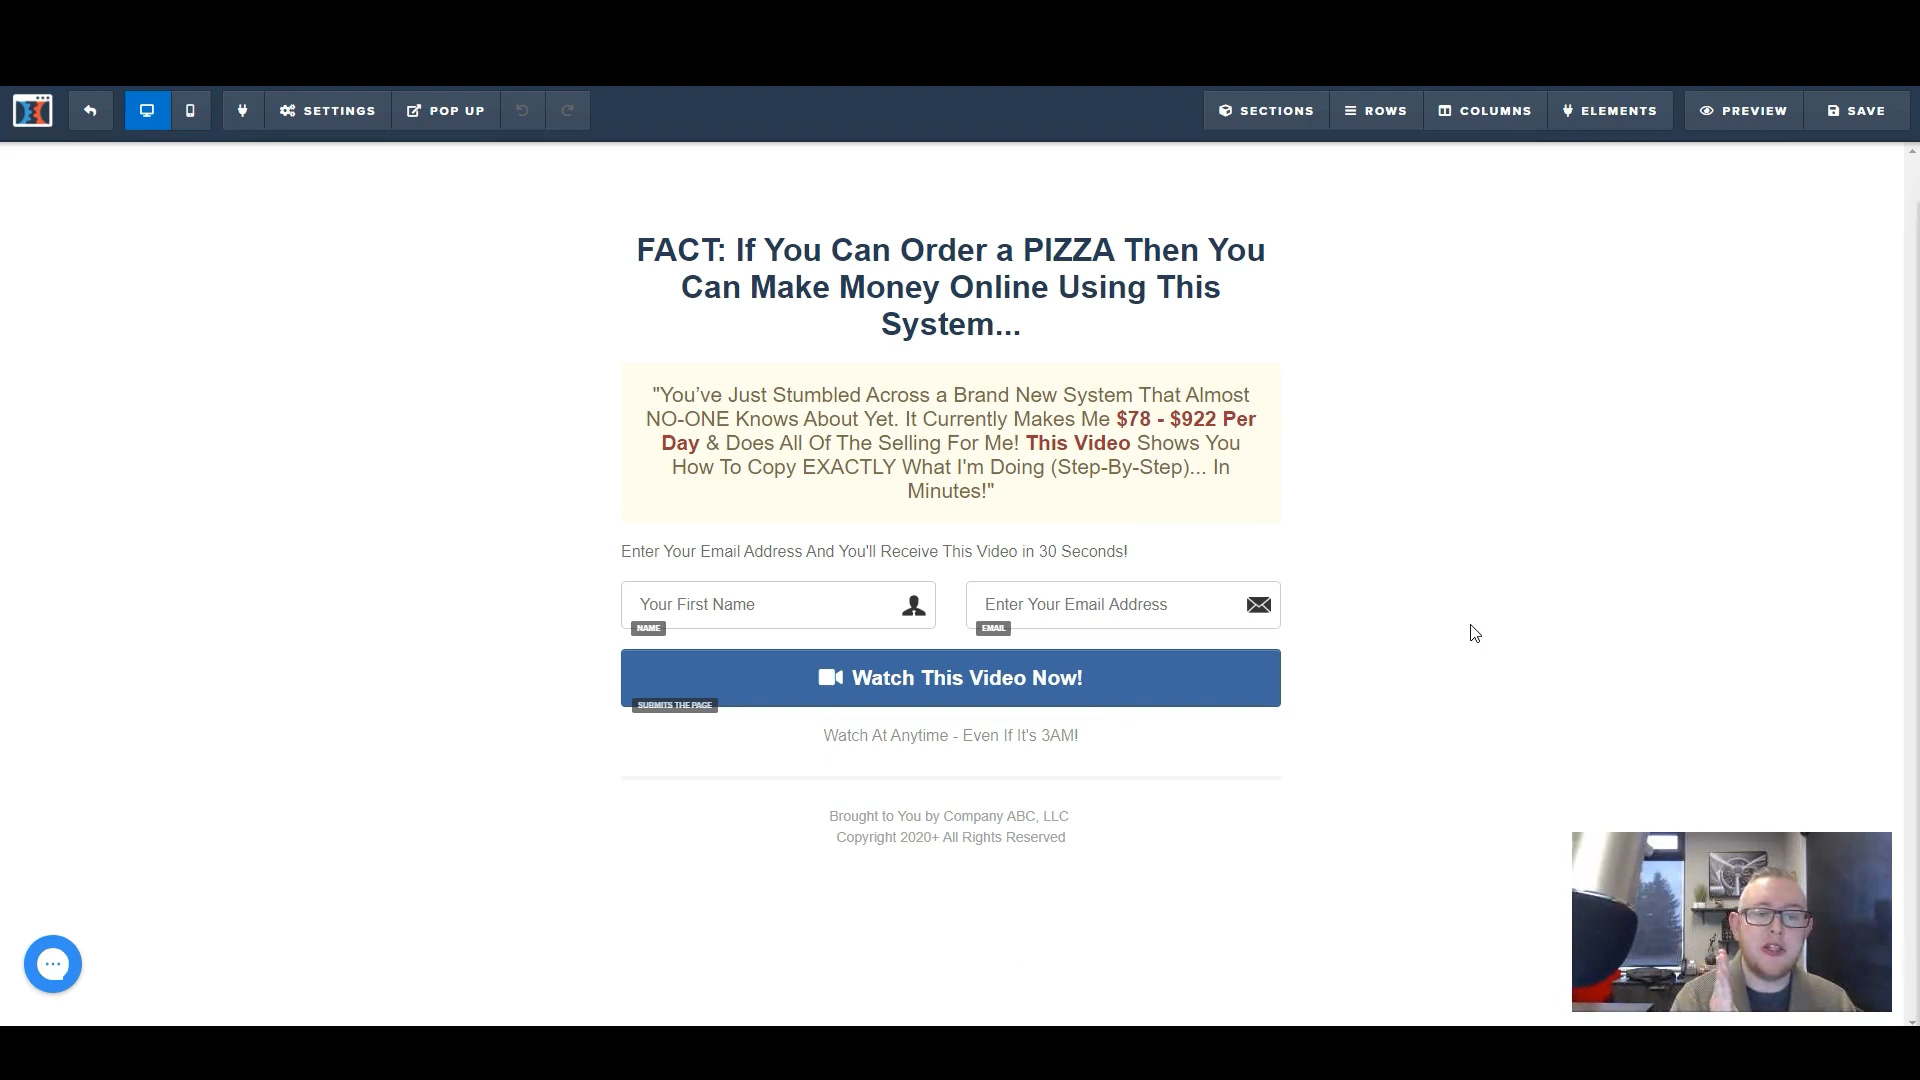 SETTINGS POP UP SECTIONS ROWS COLUMNS ELEMENTS PREVIEW SAVE
FACT: If You Can Order a PIZZA Then You
Can Make Money Online Using This
System...
"You’ve Just Stumbled Across a Brand New System That Almost
NO-ONE Knows About Yet. It Currently Makes Me $78 - $922 Per
Day & Does All Of The Selling For Me! This Video Shows You
How To Copy EXACTLY What I'm Doing (Step-By-Step)... In
Minutes!"
Enter Your Email Address And You'll Receive This Video in 30 Seconds!
Your First Name Enter Your Email Address
NAME EMAIL
Watch This Video Now!
SUBMITS THE PAGE
Watch At Anytime - Even If It's 3AM!
Brought to You by Company ABC, LLC
Copyright 2020+ All Rights Reserved